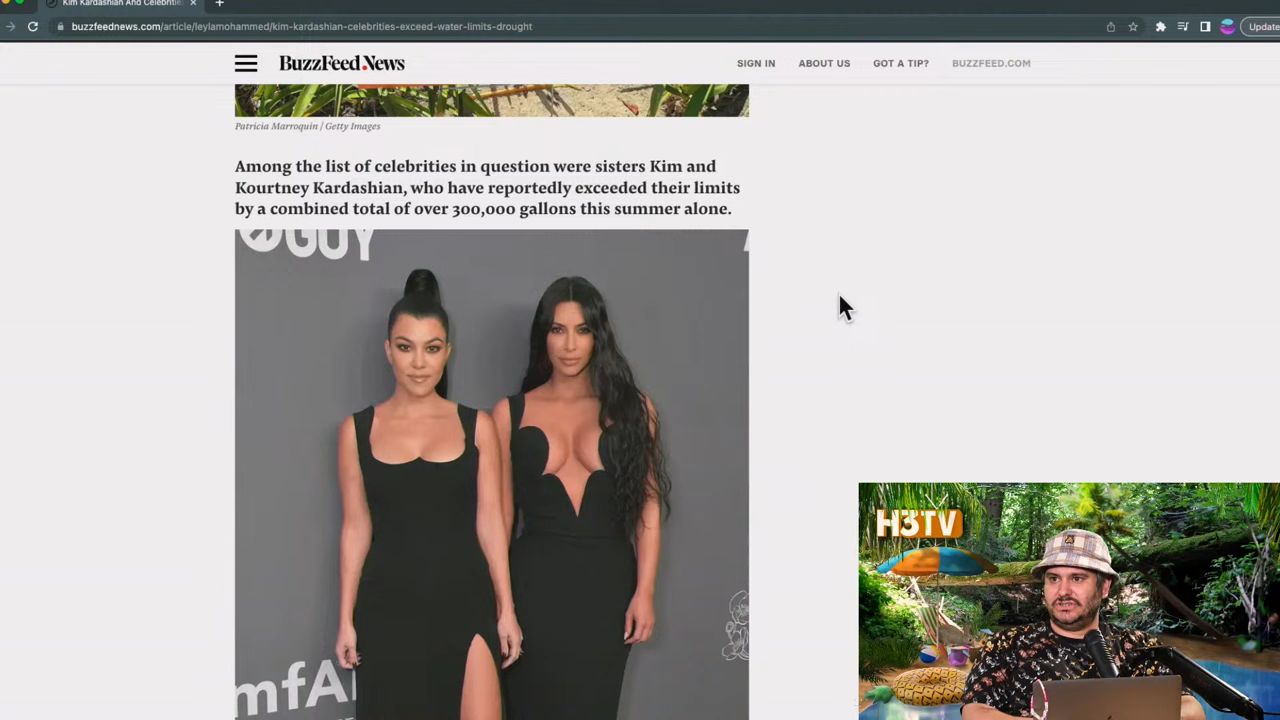 Kim Kardashian And Celebritie
buzzfeednews.com/article/leylamohammed/kim-kardashian-celebrities-exceed-water-limits-drought
Update
BuzzFeed News
SIGN IN
ABOUT US
GOT A TIP?
BUZZFEED.COM
Patricia Marroquin / Getty Images
Among the list of celebrities in question were sisters Kim and
Kourtney Kardashian, who have reportedly exceeded their limits
by a combined total of over 300,000 gallons this summer alone.
GUY
mfA
H3TV